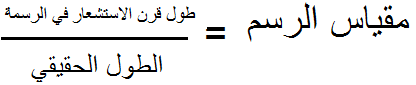 مقياس الرسم = طول قرن الاستشعار في الرسمة
الطول الحقيقي